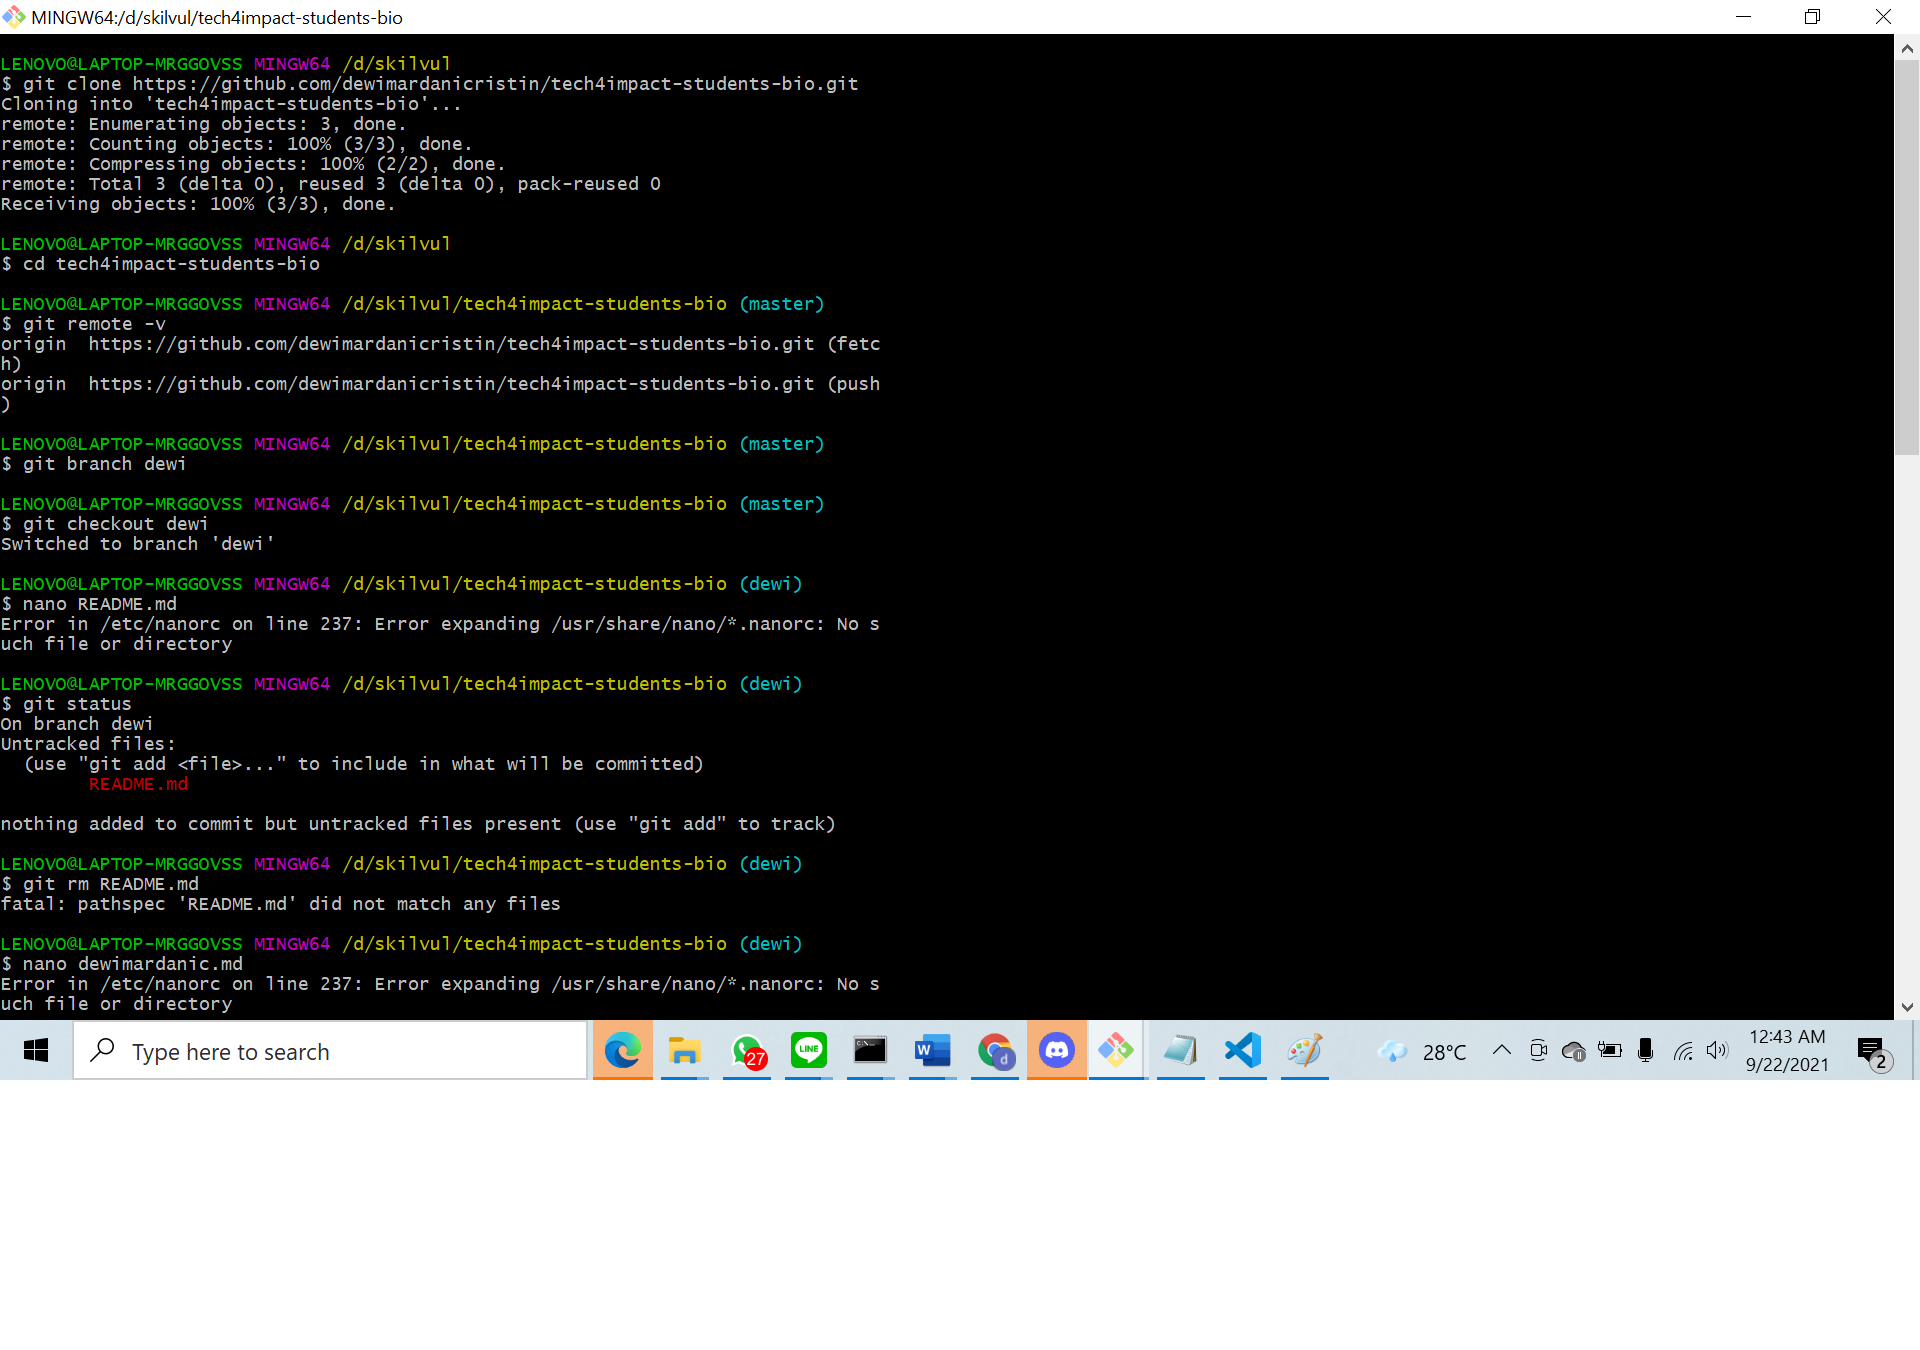 MINGW64:/d/skilvul/tech4impact-students-bio
LENOVO@LAPTOP-MRGGOVSS MINGW64 /d/skilvul
$ git clone https://github.com/dewimardanicristin/tech4impact-students-bio.git
Cloning into 'tech4impact-students-bio'...
remote: Enumerating objects: 3, done.
remote: Counting objects: 100% (3/3), done.
remote: Compressing objects: 100% (2/2), done.
remote: Total 3 (delta 0), reused 3 (delta 0), pack-reused 0
Receiving objects: 100% (3/3), done.
LENOVO@LAPTOP-MRGGOVSS MINGW64 /d/skilvul
$ cd tech4impact-students-bio
LENOVO@LAPTOP-MRGGOVSS MINGW64 /d/skilvul/tech4impact-students-bio (master)
$ git remote -v
origin  https://github.com/dewimardanicristin/tech4impact-students-bio.git (fetc
h)
origin  https://github.com/dewimardanicristin/tech4impact-students-bio.git (push
)
LENOVO@LAPTOP-MRGGOVSS MINGW64 /d/skilvul/tech4impact-students-bio (master)
$ git branch dewi
LENOVO@LAPTOP-MRGGOVSS MINGW64 /d/skilvul/tech4impact-students-bio (master)
$ git checkout dewi
Switched to branch 'dewi'
LENOVO@LAPTOP-MRGGOVSS MINGW64 /d/skilvul/tech4impact-students-bio (dewi)
$ nano README.md
Error in /etc/nanorc on line 237: Error expanding /usr/share/nano/*.nanorc: No s
uch file or directory
LENOVO@LAPTOP-MRGGOVSS MINGW64 /d/skilvul/tech4impact-students-bio (dewi)
$ git status
On branch dewi
Untracked files:
  (use "git add <file>..." to include in what will be committed)
        README.md
nothing added to commit but untracked files present (use "git add" to track)
LENOVO@LAPTOP-MRGGOVSS MINGW64 /d/skilvul/tech4impact-students-bio (dewi)
$ git rm README.md
fatal: pathspec 'README.md' did not match any files
LENOVO@LAPTOP-MRGGOVSS MINGW64 /d/skilvul/tech4impact-students-bio (dewi)
$ nano dewimardanic.md
Error in /etc/nanorc on line 237: Error expanding /usr/share/nano/*.nanorc: No s
uch file or directory
Type here to search
27
LINE
C:\
W
d
28°C
12:43 AM
9/22/2021
2